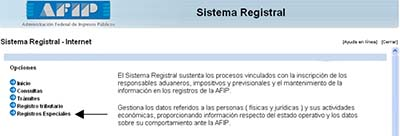 AFIP
Administración Federal de Ingresos Públicos
Sistema Registral
Sistema Registral - Internet
[Ayuda en línea] [Cerrar]
Opciones
Inicio
Consultas
Trámites
Registro tributario
Registros Especiales
El Sistema Registral sustenta los procesos vinculados con la inscripción de los
responsables aduaneros, impositivos y previsionales y el mantenimiento de la
información en los registros de la AFIP.
Gestiona los datos referidos a las personas ( físicas y jurídicas ) y sus actividades
económicas, proporcionando información respecto del estado operativo y los datos
sobre su comportamiento ante la AFIP.